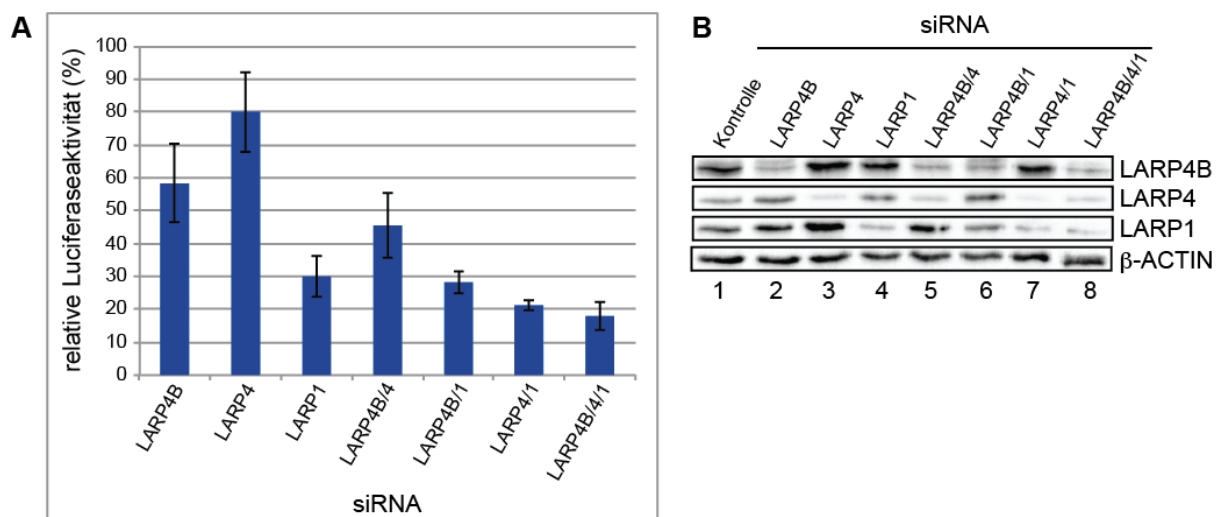 A
relative Luciferaseaktivität (%)
100
90
80
70
60
50
40
30
20
10
0
LARP4B
LARP4
LARP1
LARP4B/4
LARP4B/1
LARP4/1
LARP4B/4/1
siRNA
B
siRNA
Kontrolle
LARP4B
LARP4
LARP1
LARP4B/4
LARP4B/1
LARP4/1
LARP4B/4/1
LARP4B
LARP4
LARP1
β-ACTIN
1 2 3 4 5 6 7 8